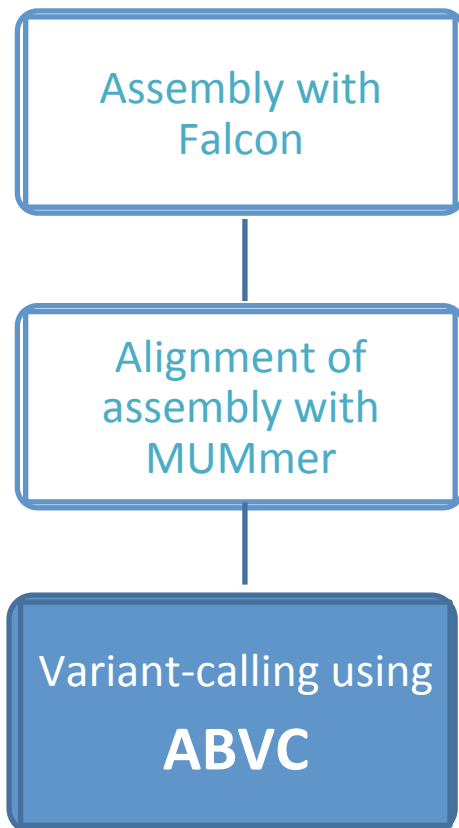 Assembly with
Falcon
Alignment of
assembly with
MUMmer
Variant-calling using
ABVC